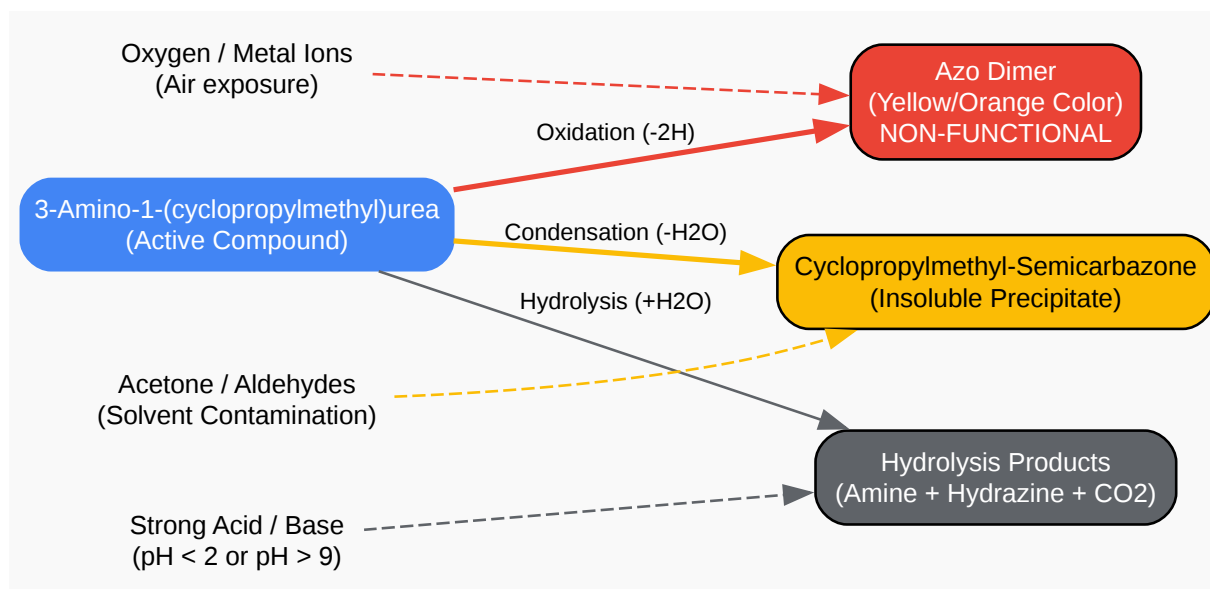 Oxygen / Metal Ions
(Air exposure)
Azo Dimer
(Yellow/Orange Color)
NON-FUNCTIONAL
Oxidation (-2H)
3-Amino-1-(cyclopropylmethyl)urea
(Active Compound)
Condensation (-H2O)
Cyclopropylmethyl-Semicarbazone
(Insoluble Precipitate)
Hydrolysis (+H2O)
Acetone / Aldehydes
(Solvent Contamination)
Hydrolysis Products
(Amine + Hydrazine + CO2)
Strong Acid / Base
(pH < 2 or pH > 9)